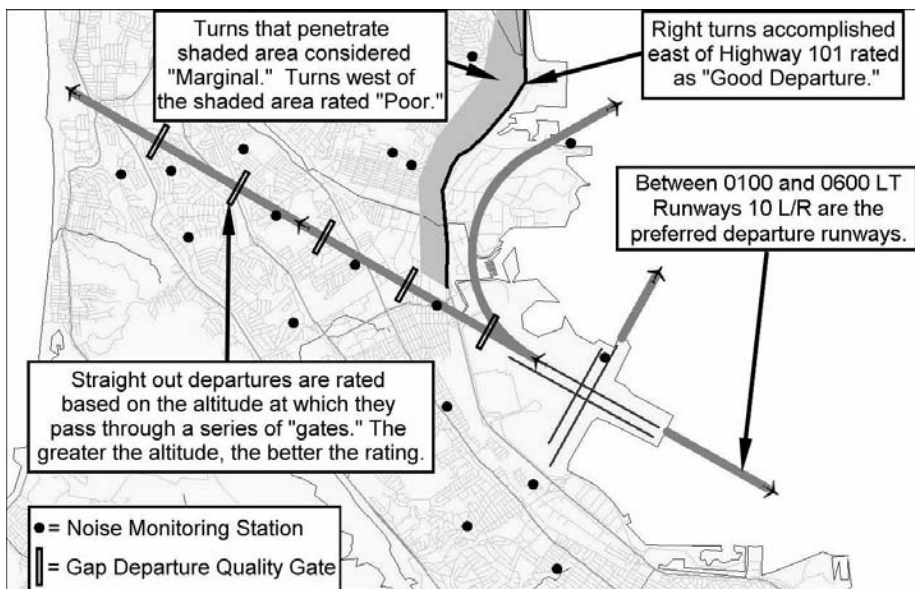 Turns that penetrate
shaded area considered
"Marginal." Turns west of
the shaded area rated "Poor."
Right turns accomplished
east of Highway 101 rated
as "Good Departure."
Between 0100 and 0600 LT
Runways 10 L/R are the
preferred departure runways.
Straight out departures are rated
based on the altitude at which they
pass through a series of "gates." The
greater the altitude, the better the rating.
= Noise Monitoring Station
= Gap Departure Quality Gate